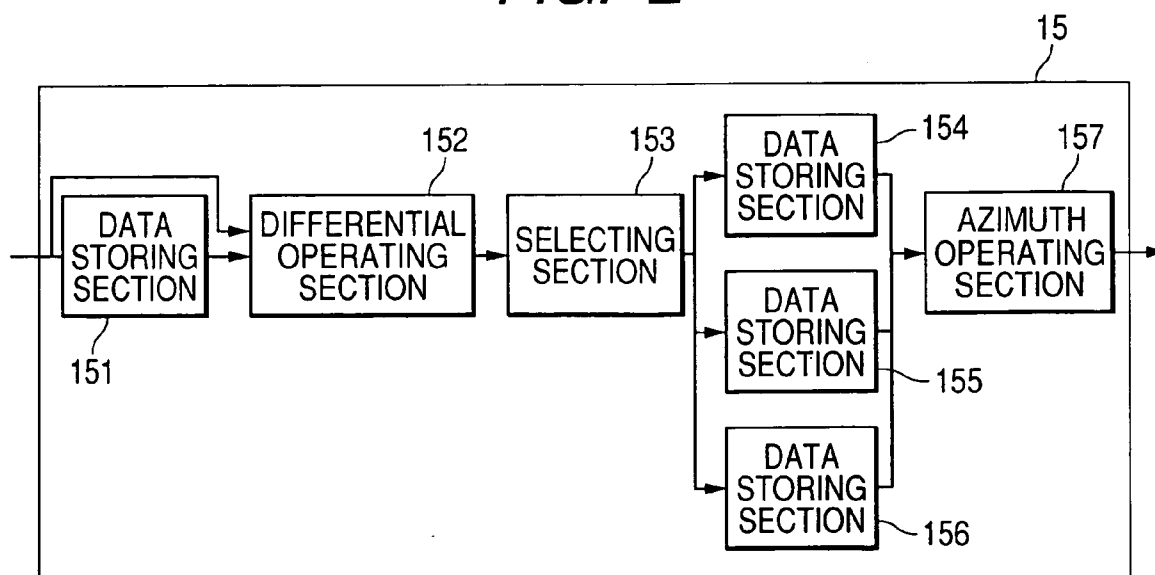 15
152
153
154
157
DATA
STORING
SECTION
151
DIFFERENTIAL
OPERATING
SECTION
SELECTING
SECTION
DATA
STORING
SECTION
AZIMUTH
OPERATING
SECTION
DATA
STORING
SECTION
155
DATA
STORING
SECTION
156